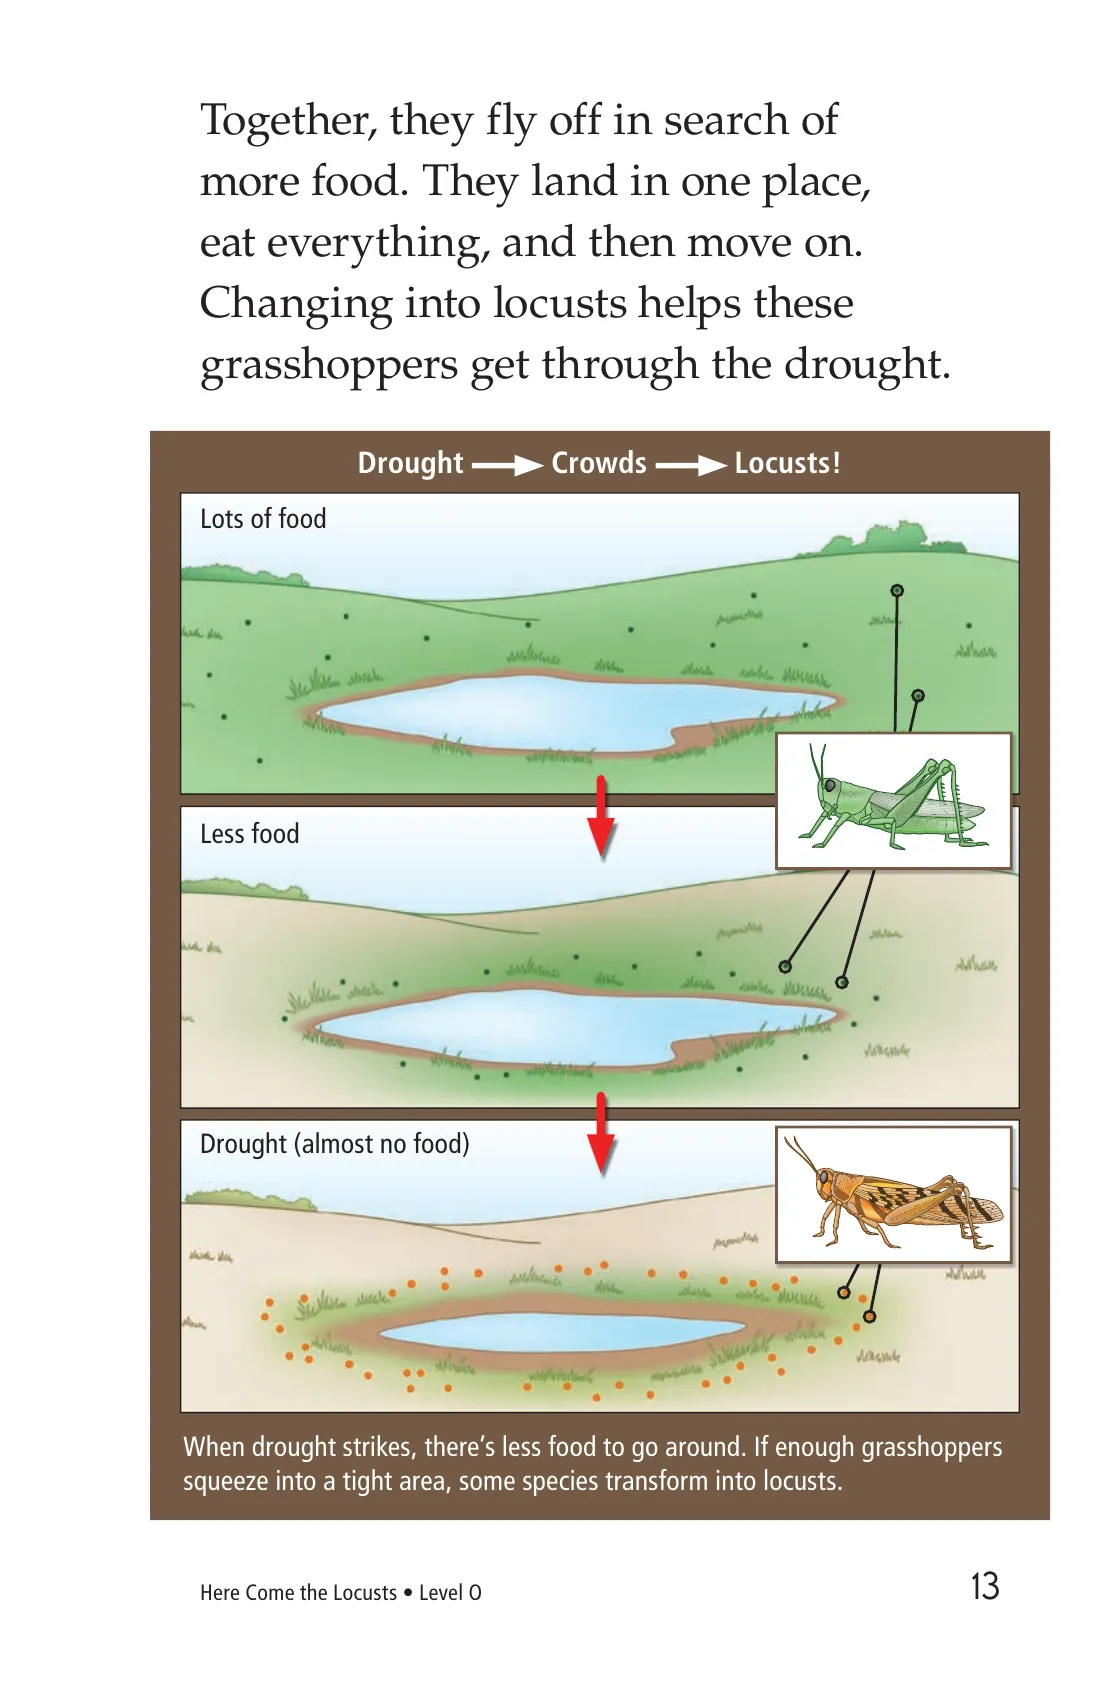 Together, they fly off in search of
more food. They land in one place,
eat everything, and then move on.
Changing into locusts helps these
grasshoppers get through the drought.
Drought Crowds Locusts!
Lots of food
Less food
Drought (almost no food)
When drought strikes, there’s less food to go around. If enough grasshoppers
squeeze into a tight area, some species transform into locusts.
Here Come the Locusts • Level O 13